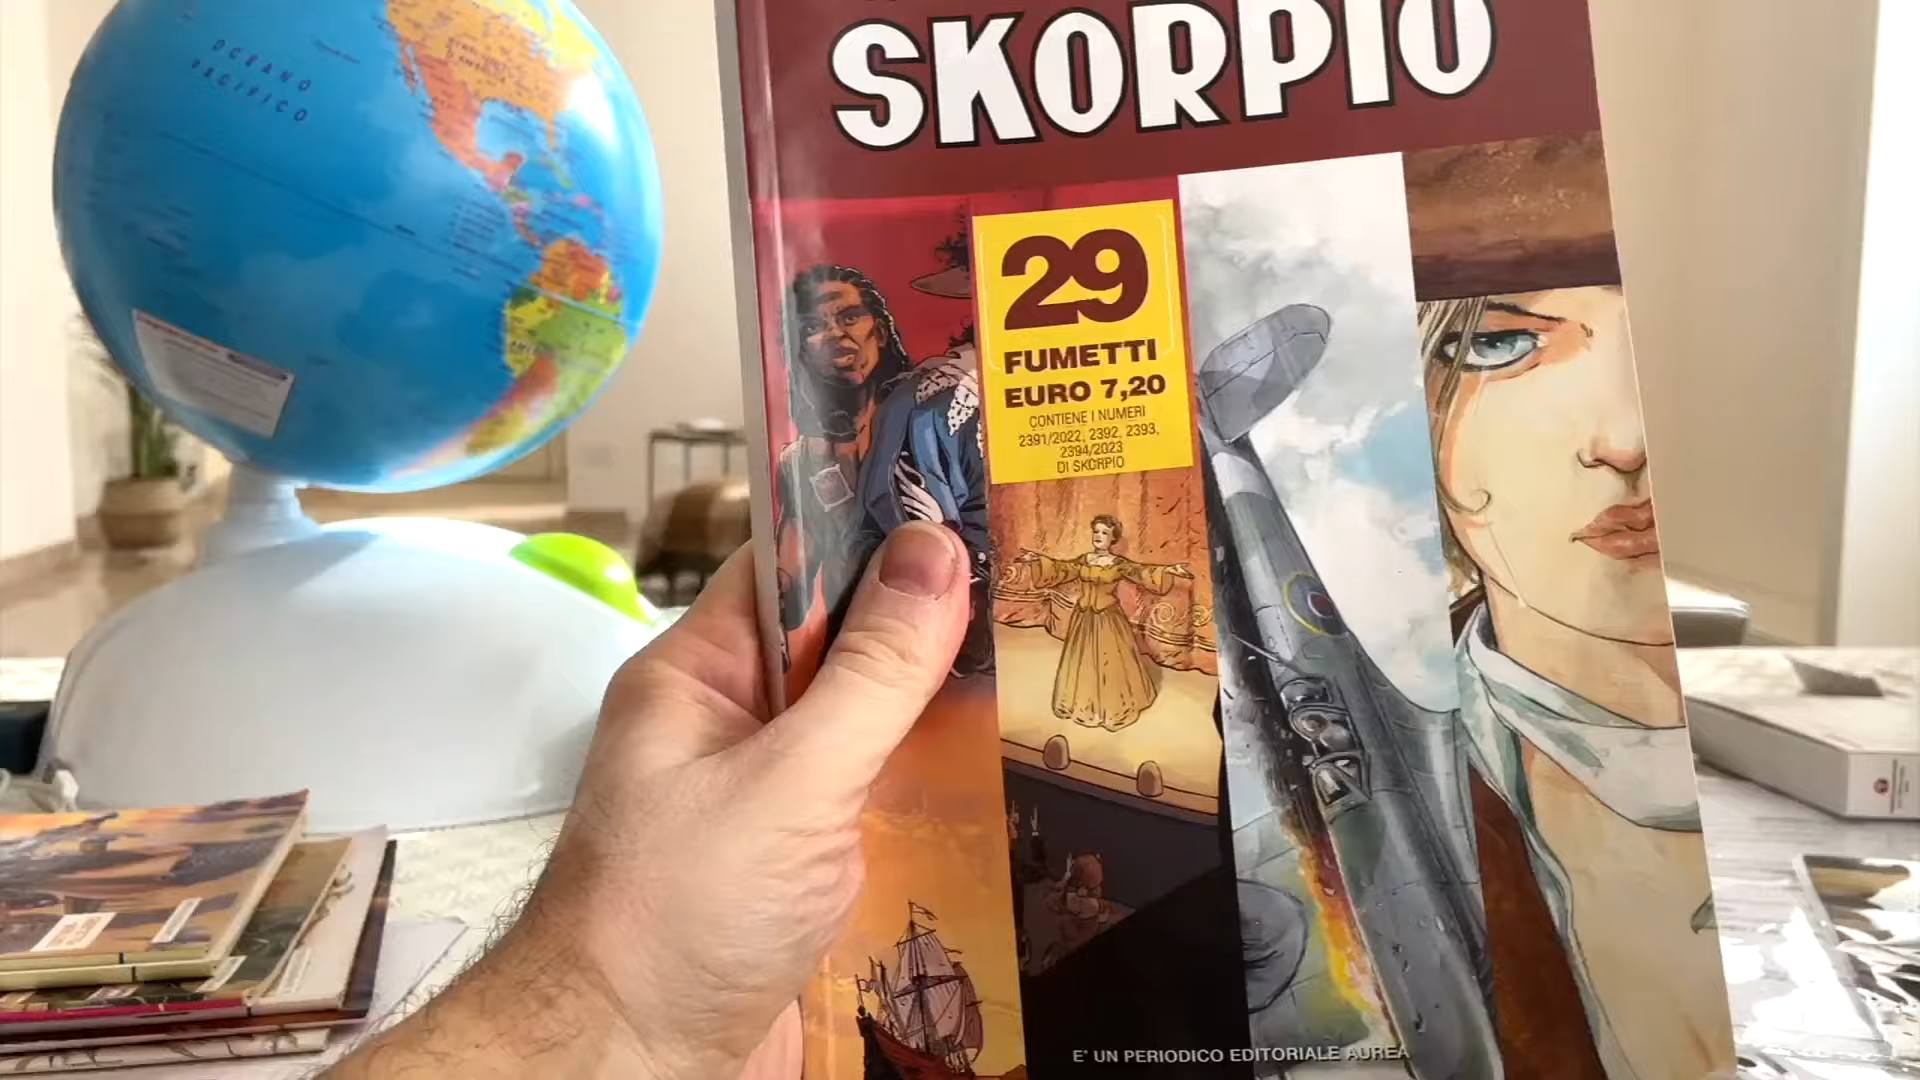 OCEANO
PACIFICO
SKORPIO
29
FUMETTI
EURO 7,20
CONTIENE I NUMERI
2391/2022, 2392, 2393,
2394/2023
DI SKORPIO
E' UN PERIODICO EDITORIALE AUREA